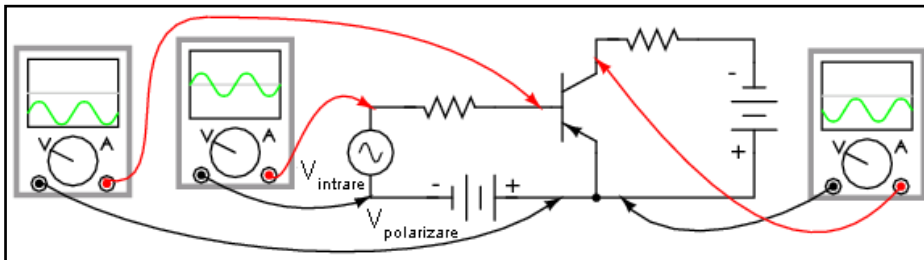 V A
V A
V A
-
+
V intrare
- +
V polarizare